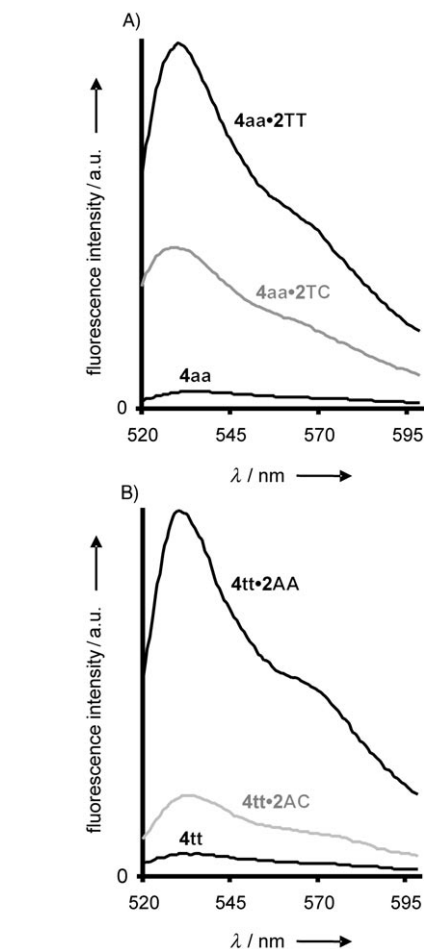 A)
fluorescence intensity / a.u.
4aa•2TT
4aa•2TC
4aa
0
520 545 570 595
λ / nm
B)
fluorescence intensity / a.u.
4tt•2AA
4tt•2AC
4tt
0
520 545 570 595
λ / nm